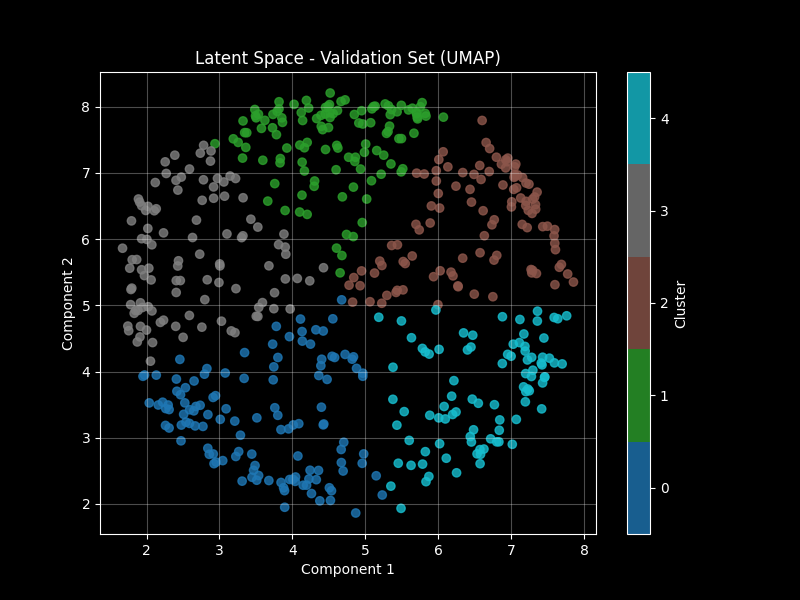 Latent Space - Validation Set (UMAP)
8
7
6
5
4
3
2
Component 2
2 3 4 5 6 7 8
Component 1
4
3
2
1
0
Cluster